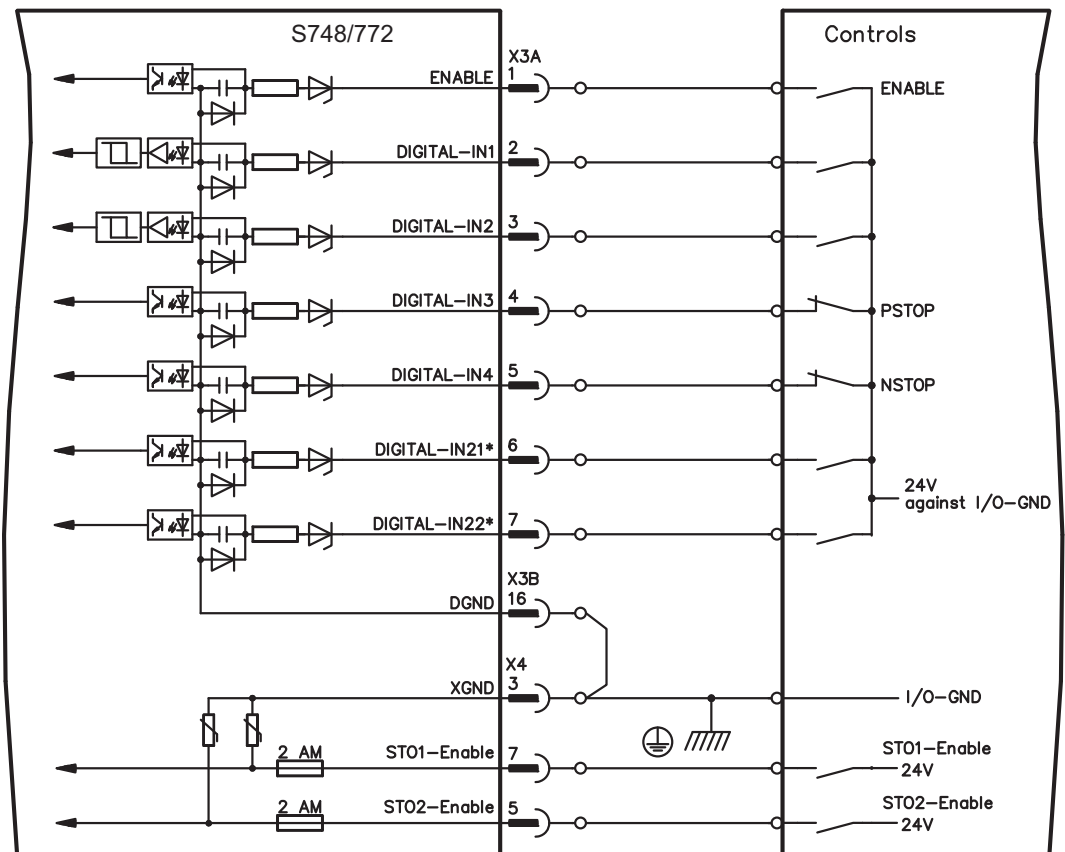 S748/772
Controls
X3A
ENABLE 1 ENABLE
DIGITAL-IN1 2
DIGITAL-IN2 3
DIGITAL-IN3 4 PSTOP
DIGITAL-IN4 5 NSTOP
DIGITAL-IN21* 6
24V
against I/O-GND
DIGITAL-IN22* 7
X3B
DGND 16
X4
XGND 3 I/O-GND
2 AM STO1-Enable 7 STO1-Enable
24V
2 AM STO2-Enable 5 STO2-Enable
24V